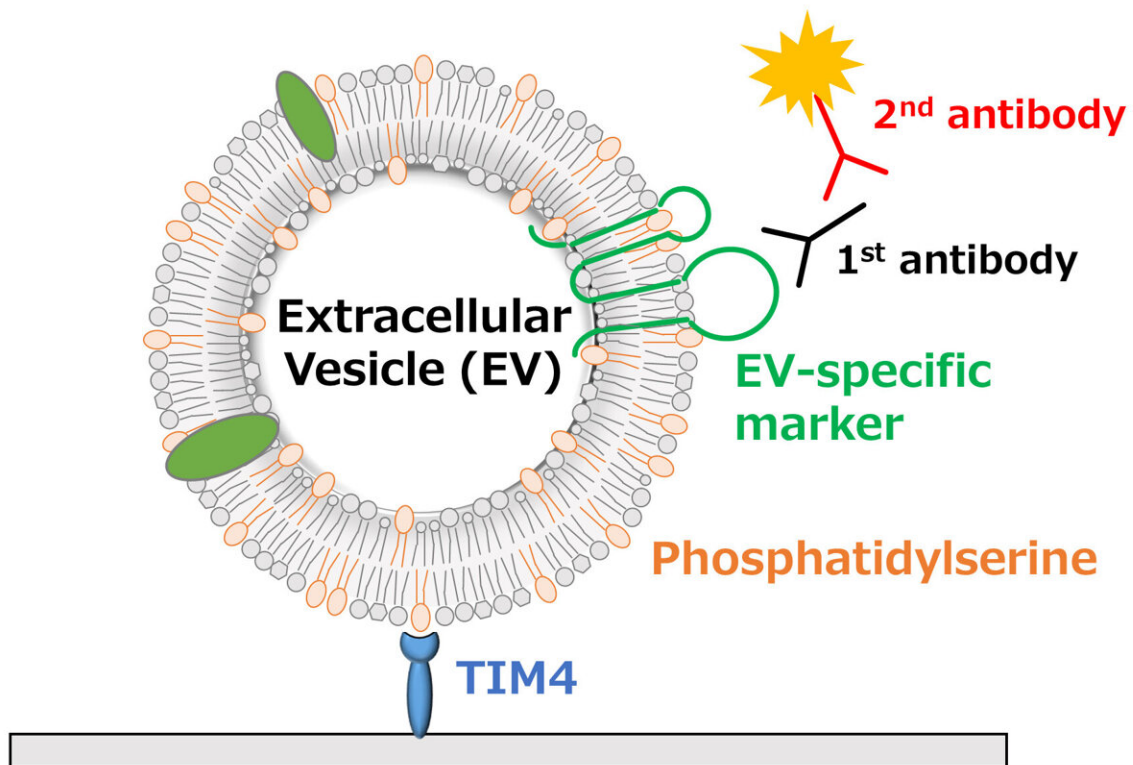 2nd antibody
1st antibody
Extracellular
Vesicle (EV)
EV-specific
marker
Phosphatidylserine
TIM4